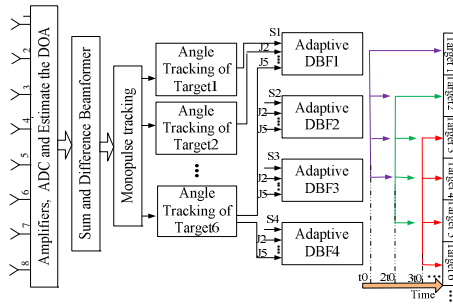 1
2
3
4
5
6
7
8
Amplifiers, ADC and Estimate the DOA
Sum and Difference Beamformer
Monopulse tracking
Angle
Tracking of
Target1
Angle
Tracking of
Target2
Angle
Tracking of
Target6
S1
J2
J5
Adaptive
DBF1
S2
J2
J5
Adaptive
DBF2
S3
J2
J5
Adaptive
DBF3
S4
J2
J5
Adaptive
DBF4
t0
2t0
3t0
Time